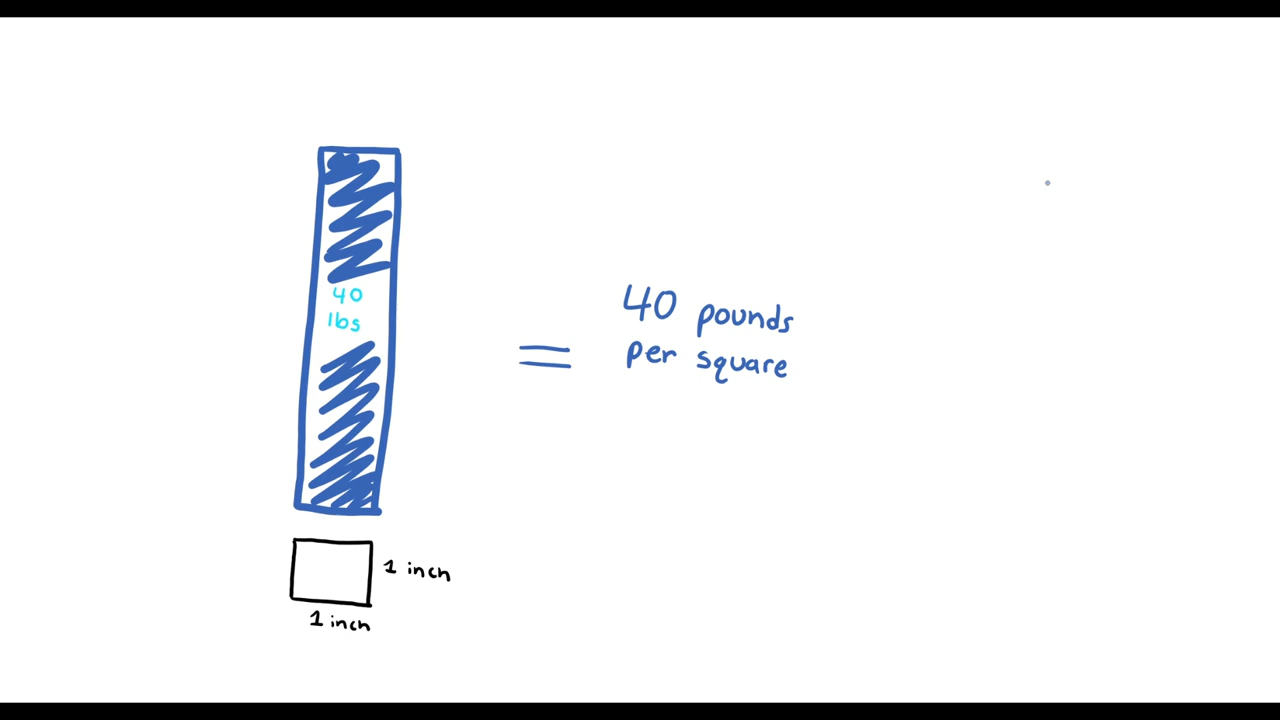 40
lbs
=
40 pounds
per square
1 inch
1 inch